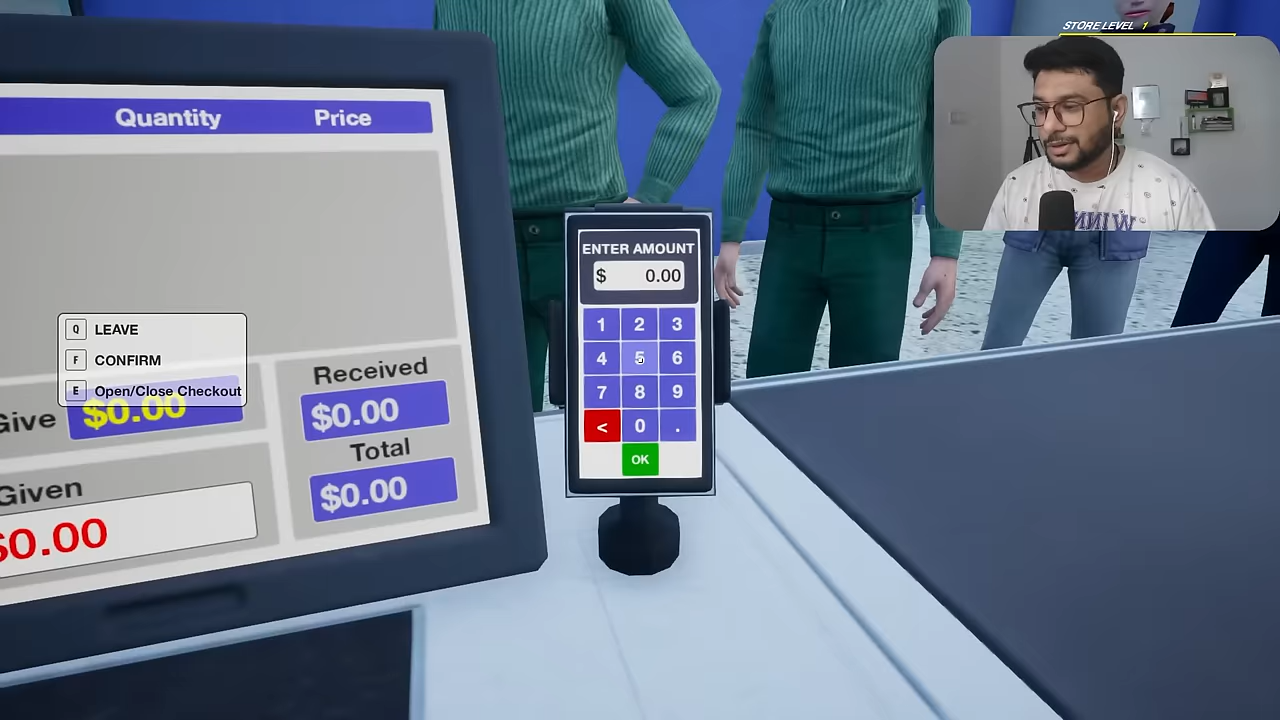 STORE LEVEL 1
Quantity Price
ENTER AMOUNT
$ 0.00
1 2 3
4 5 6
7 8 9
< 0 .
OK
Q LEAVE
F CONFIRM
E Open/Close Checkout
Give $0.00
Received
$0.00
Total
$0.00
Given
$0.00